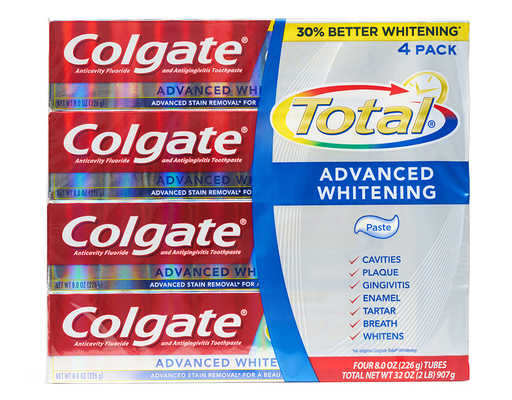 Colgate®
Anticavity Fluoride and Antigingivitis Toothpaste
ADVANCED WHI
NET WT 8.0 OZ (226 g)
ADVANCED STAIN REMOVAL* FOR A
Colgate®
Anticavity Fluoride and Antigingivitis Toothpaste
ADVANCED WH
NET WT 8.0 OZ (226 g)
ADVANCED STAIN REMOVAL* FOR A
Colgate®
Anticavity Fluoride and Antigingivitis Toothpaste
ADVANCED WH
NET WT 8.0 OZ (226 g)
ADVANCED STAIN REMOVAL* FOR A
Colgate®
Anticavity Fluoride and Antigingivitis Toothpaste
ADVANCED WHITE
NET WT 8.0 OZ (226 g)
ADVANCED STAIN REMOVAL* FOR A BEAU
30% BETTER WHITENING*
4 PACK
Total®
ADVANCED
WHITENING
Paste
CAVITIES
PLAQUE
GINGIVITIS
ENAMEL
TARTAR
BREATH
WHITENS
*vs. original Colgate Total® Whitening
FOUR 8.0 OZ (226 g) TUBES
TOTAL NET WT 32 OZ (2 LB) 907 g